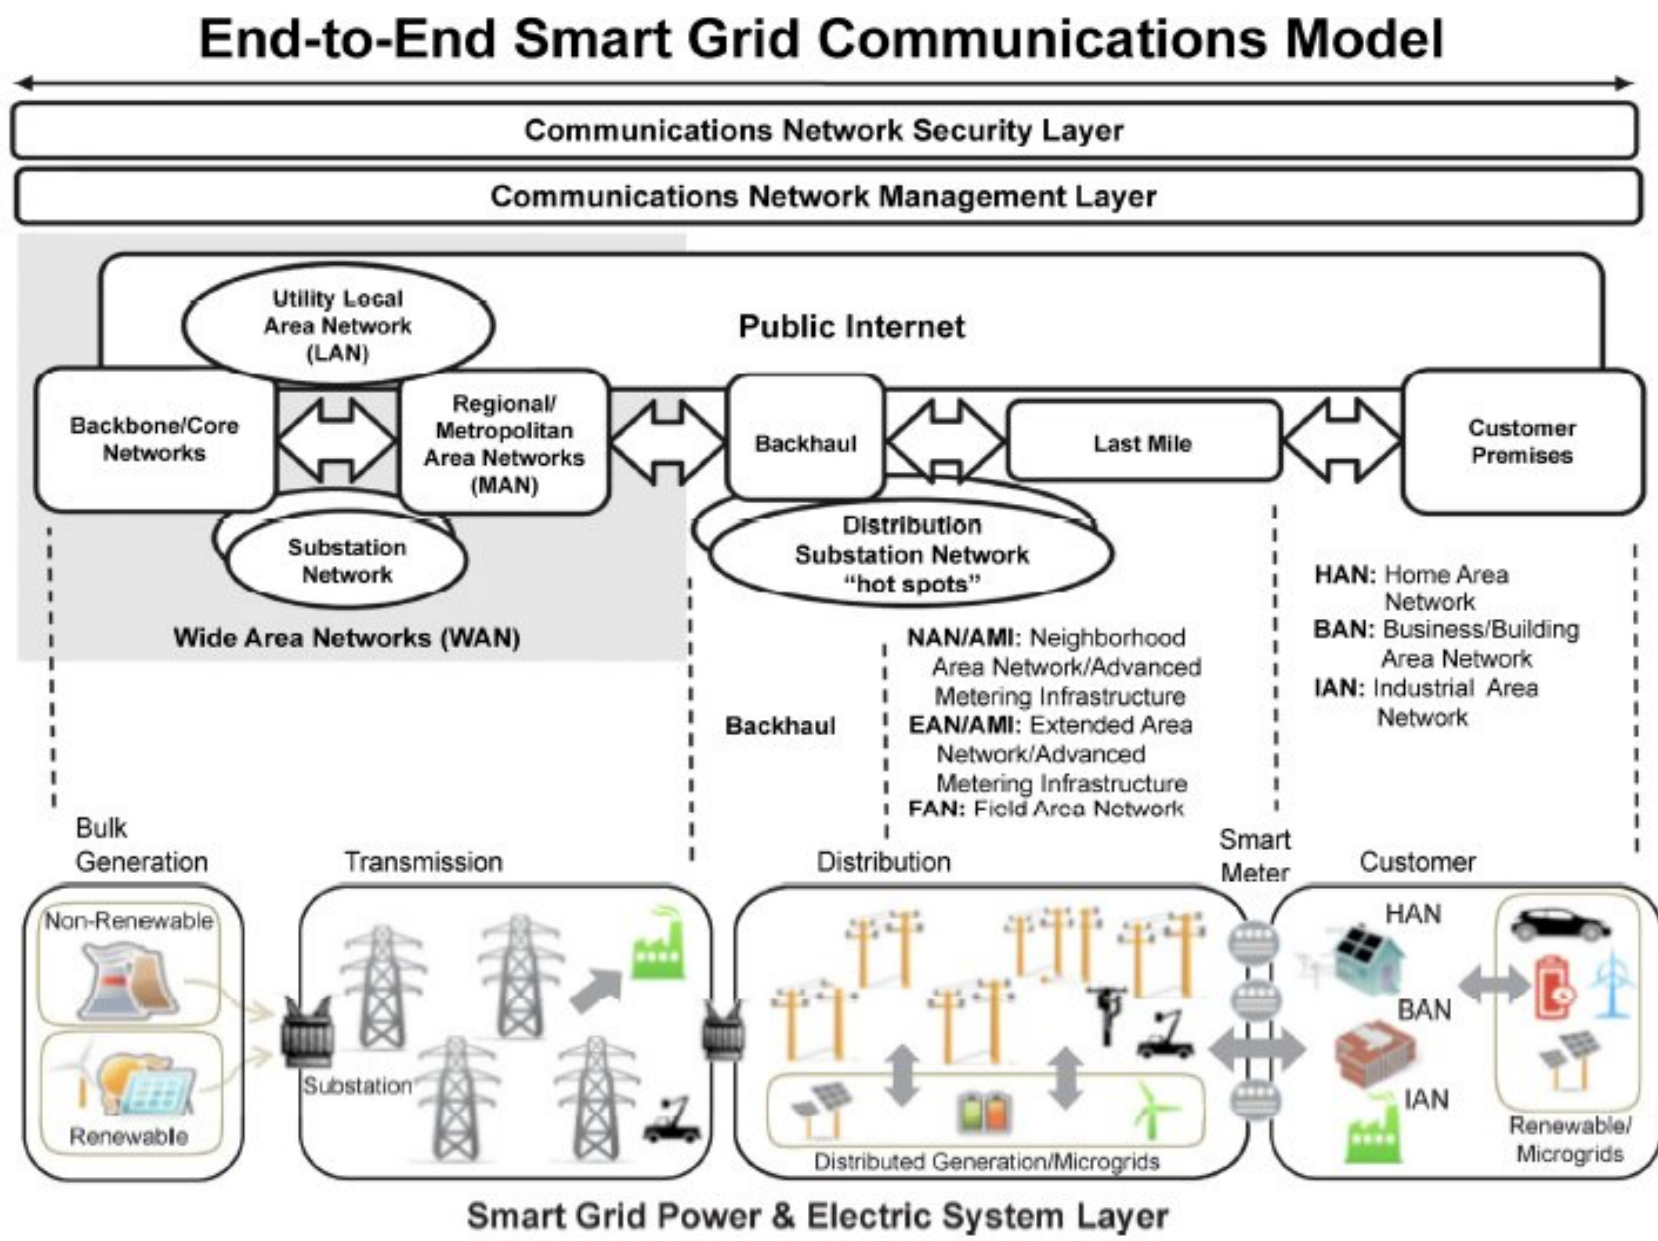 End-to-End Smart Grid Communications Model
Communications Network Security Layer
Communications Network Management Layer
Utility Local
Area Network
(LAN)
Public Internet
Backbone/Core
Networks
Regional/
Metropolitan
Area Networks
(MAN)
Backhaul
Last Mile
Customer
Premises
Substation
Network
Distribution
Substation Network
“hot spots”
Wide Area Networks (WAN)
Backhaul
NAN/AMI: Neighborhood
Area Network/Advanced
Metering Infrastructure
EAN/AMI: Extended Area
Network/Advanced
Metering Infrastructure
FAN: Field Area Network
HAN: Home Area
Network
BAN: Business/Building
Area Network
IAN: Industrial Area
Network
Bulk
Generation
Transmission
Distribution
Smart
Meter
Customer
Non-Renewable
Renewable
Substation
Distributed Generation/Microgrids
HAN
BAN
IAN
Renewable/
Microgrids
Smart Grid Power & Electric System Layer